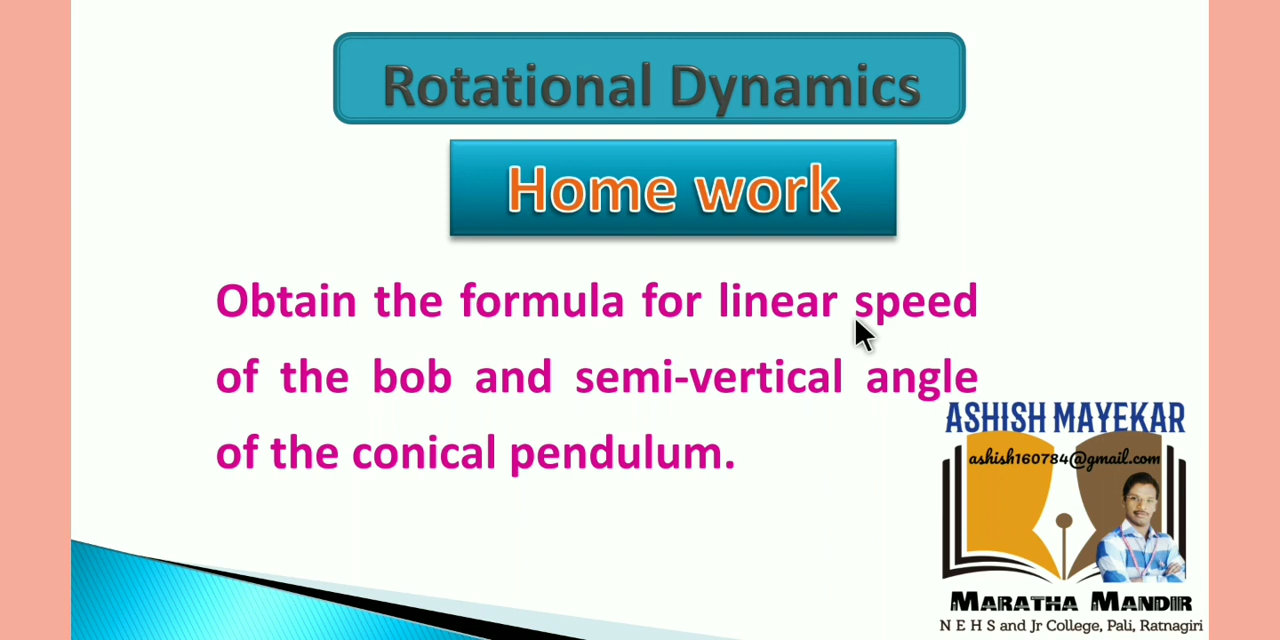 Rotational Dynamics
Home work
Obtain the formula for linear speed
of the bob and semi-vertical angle
of the conical pendulum.
ASHISH MAYEKAR
ashish160784@gmail.com
MARATHA MANDIR
N E H S and Jr College, Pali, Ratnagiri